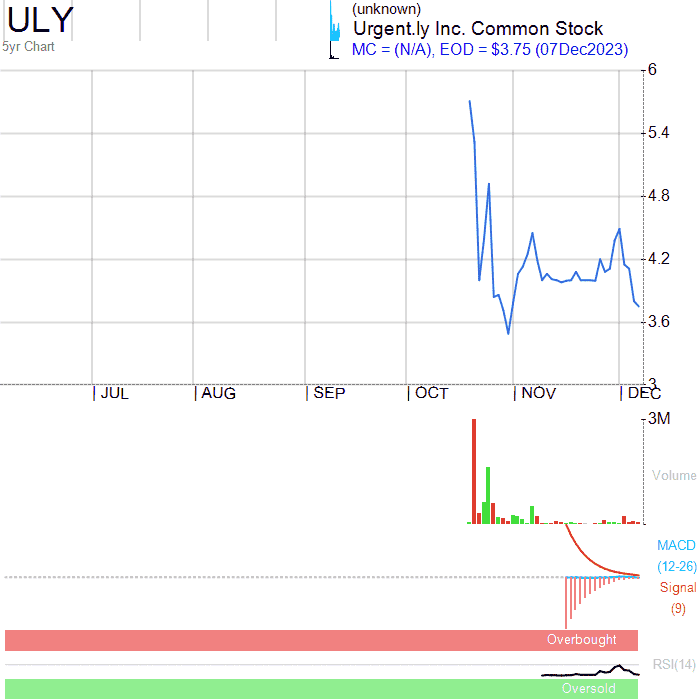 ULY
5yr Chart
(unknown)
Urgent.ly Inc. Common Stock
MC = (N/A), EOD = $3.75 (07Dec2023)
6
5.4
4.8
4.2
3.6
3
JUL AUG SEP OCT NOV DEC
3M
Volume
MACD
(12-26)
Signal
(9)
Overbought
RSI(14)
Oversold